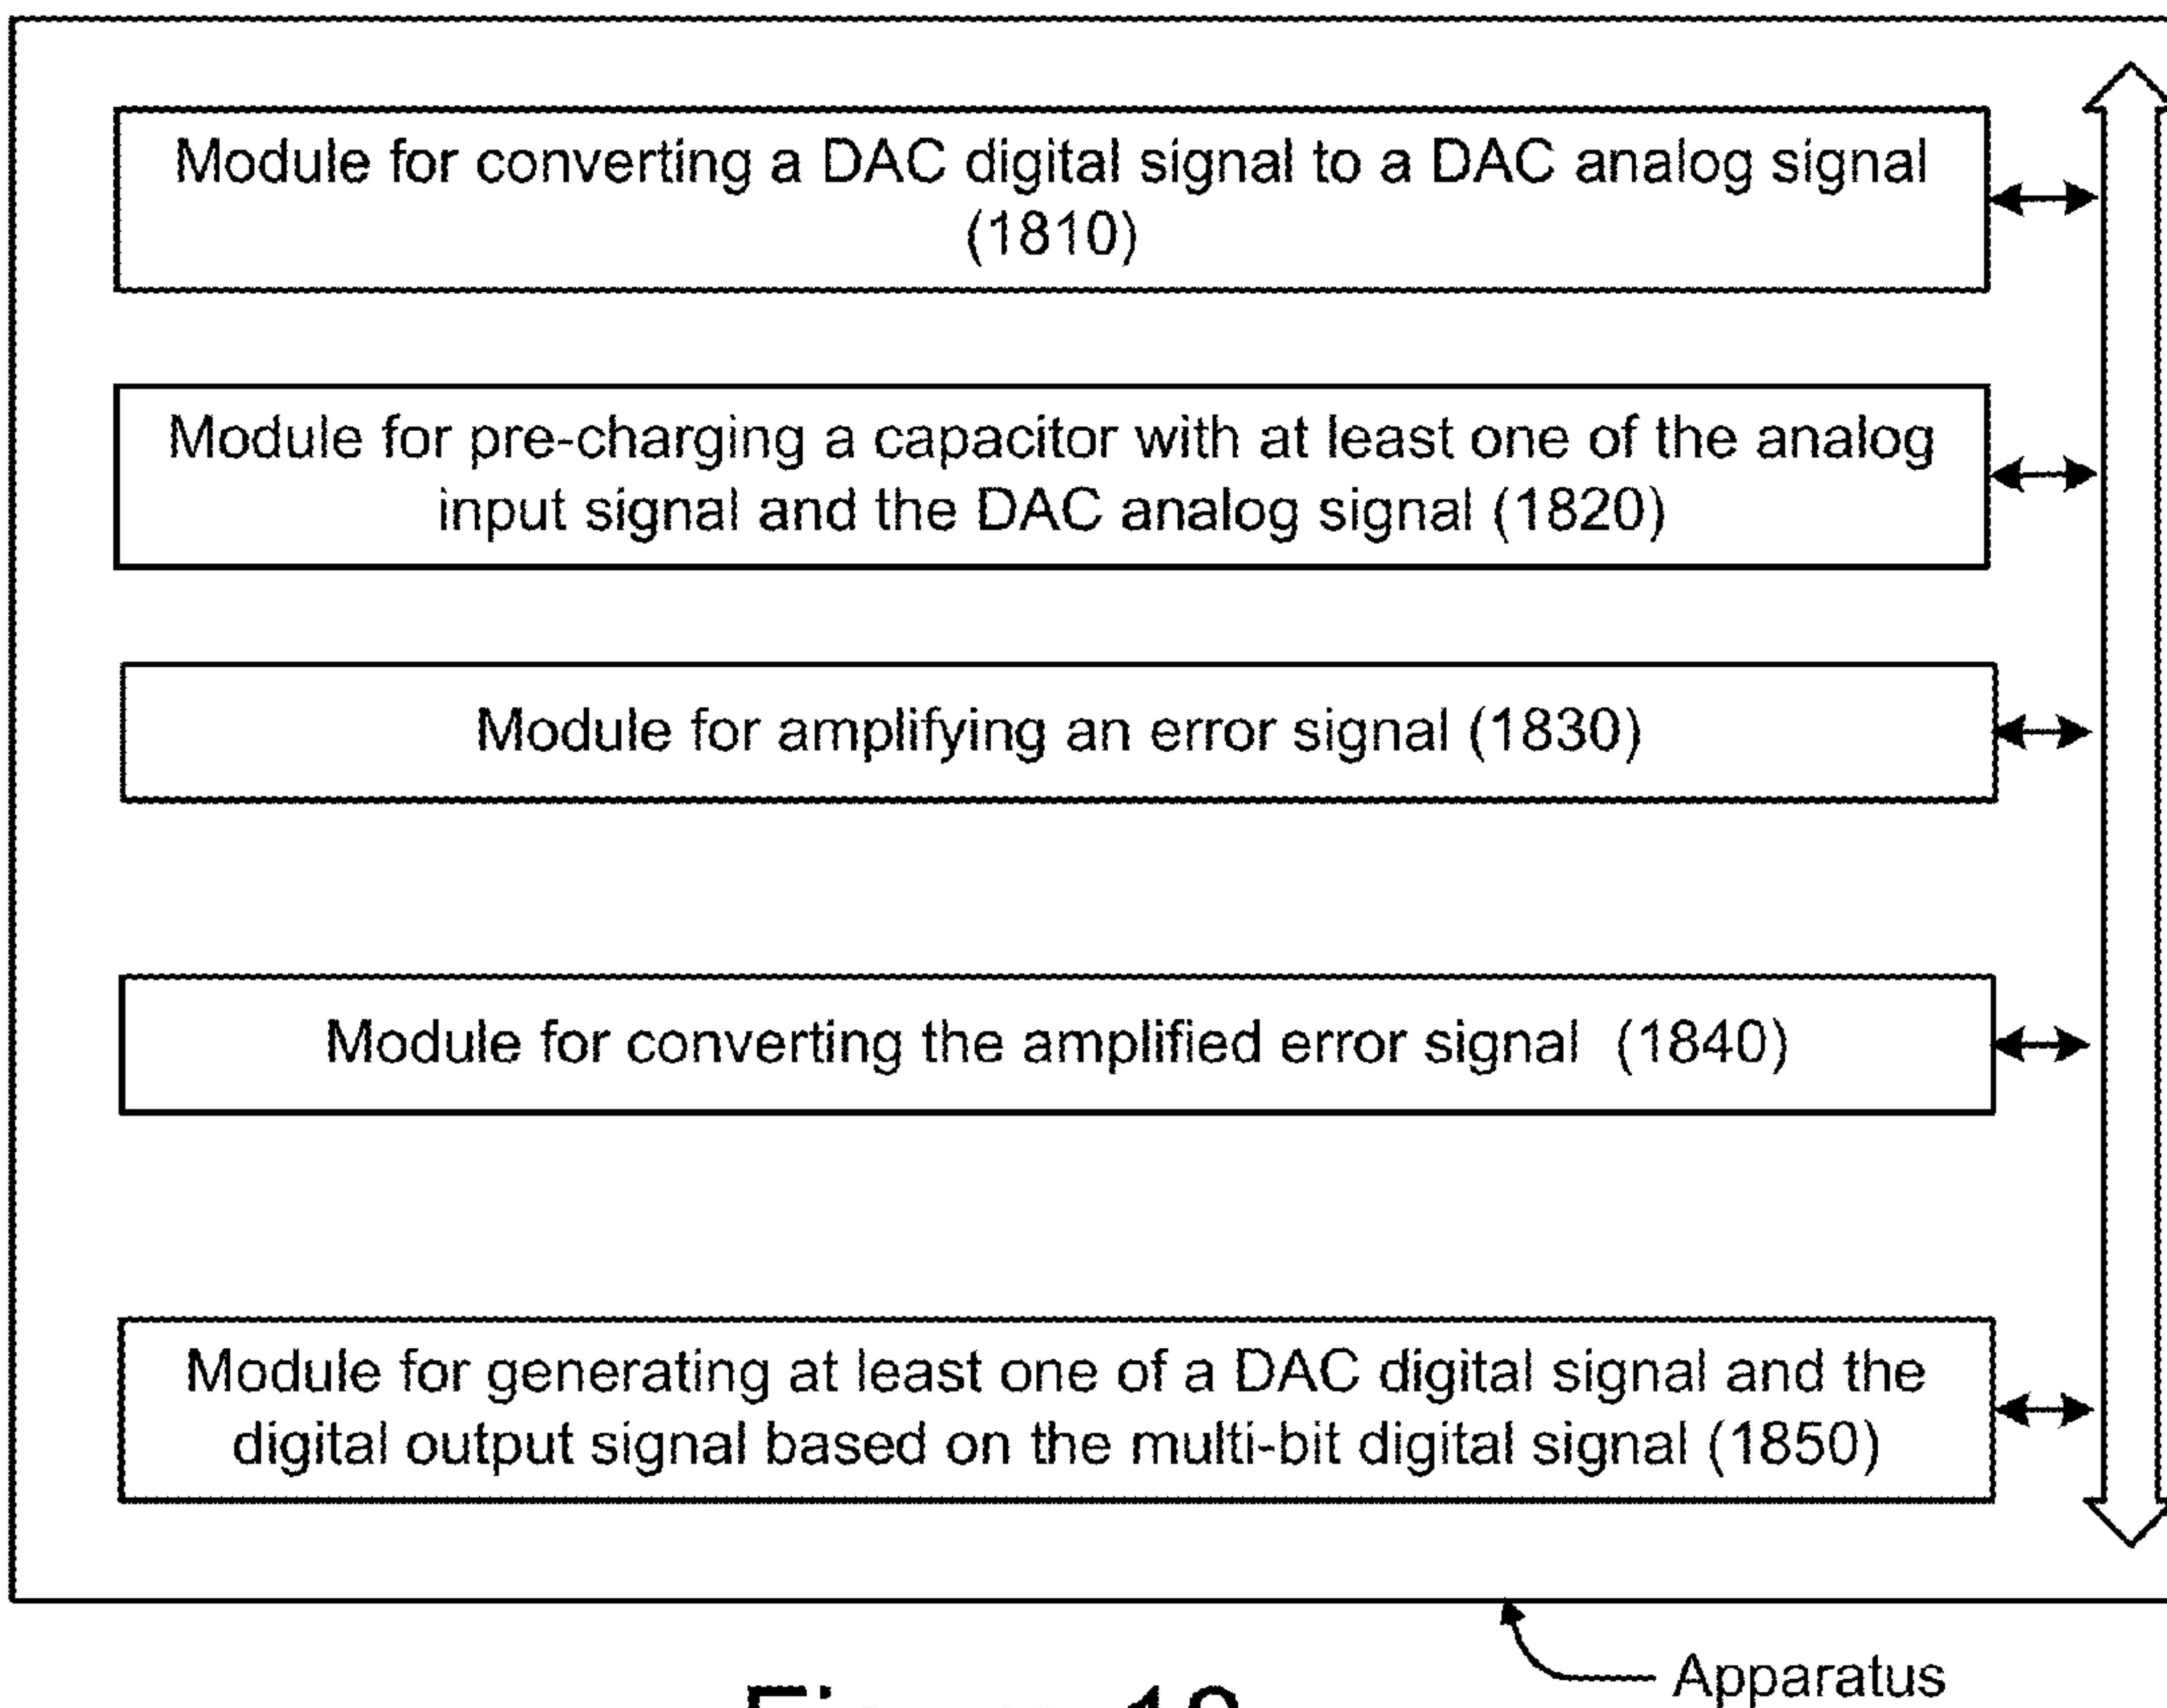 Module for converting a DAC digital signal to a DAC analog signal
(1810)
Module for pre-charging a capacitor with at least one of the analog
input signal and the DAC analog signal (1820)
Module for amplifying an error signal (1830)
Module for converting the amplified error signal (1840)
Module for generating at least one of a DAC digital signal and the
digital output signal based on the multi-bit digital signal (1850)
Apparatus